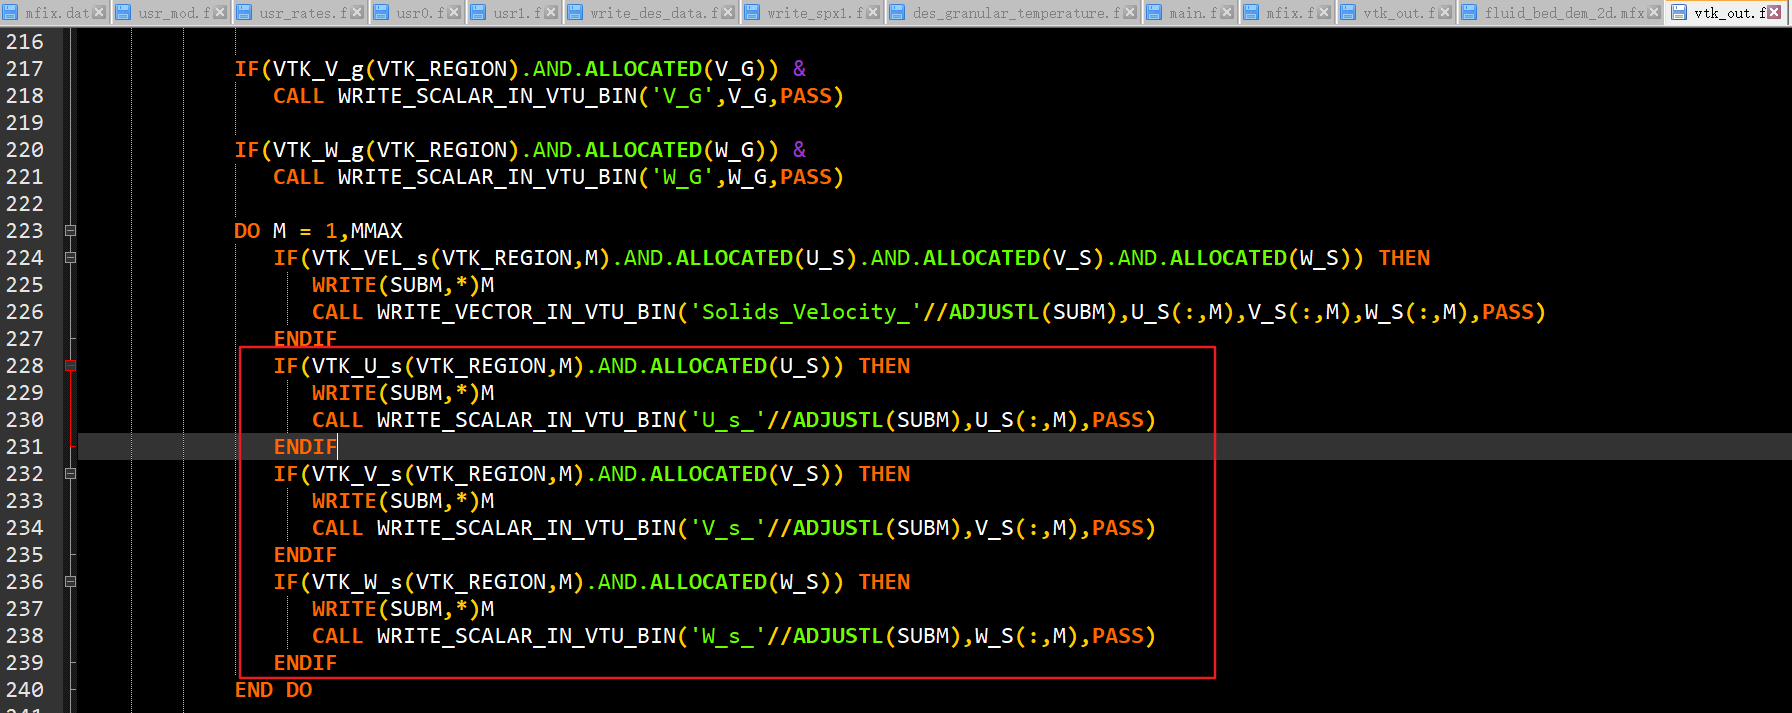 mfix.dat usr_mod.f usr_rates.f usr0.f usr1.f write_des_data.f write_spx1.f des_granular_temperature.f main.f mfix.f vtk_out.f fluid_bed_dem_2d.mfx vtk_out.f
216
217 IF(VTK_V_g(VTK_REGION).AND.ALLOCATED(V_G)) &
218 CALL WRITE_SCALAR_IN_VTU_BIN('V_G',V_G,PASS)
219
220 IF(VTK_W_g(VTK_REGION).AND.ALLOCATED(W_G)) &
221 CALL WRITE_SCALAR_IN_VTU_BIN('W_G',W_G,PASS)
222
223 DO M = 1,MMAX
224 IF(VTK_VEL_s(VTK_REGION,M).AND.ALLOCATED(U_S).AND.ALLOCATED(V_S).AND.ALLOCATED(W_S)) THEN
225 WRITE(SUBM,*)M
226 CALL WRITE_VECTOR_IN_VTU_BIN('Solids_Velocity_'//ADJUSTL(SUBM),U_S(:,M),V_S(:,M),W_S(:,M),PASS)
227 ENDIF
228 IF(VTK_U_s(VTK_REGION,M).AND.ALLOCATED(U_S)) THEN
229 WRITE(SUBM,*)M
230 CALL WRITE_SCALAR_IN_VTU_BIN('U_s_'//ADJUSTL(SUBM),U_S(:,M),PASS)
231 ENDIF
232 IF(VTK_V_s(VTK_REGION,M).AND.ALLOCATED(V_S)) THEN
233 WRITE(SUBM,*)M
234 CALL WRITE_SCALAR_IN_VTU_BIN('V_s_'//ADJUSTL(SUBM),V_S(:,M),PASS)
235 ENDIF
236 IF(VTK_W_s(VTK_REGION,M).AND.ALLOCATED(W_S)) THEN
237 WRITE(SUBM,*)M
238 CALL WRITE_SCALAR_IN_VTU_BIN('W_s_'//ADJUSTL(SUBM),W_S(:,M),PASS)
239 ENDIF
240 END DO
241